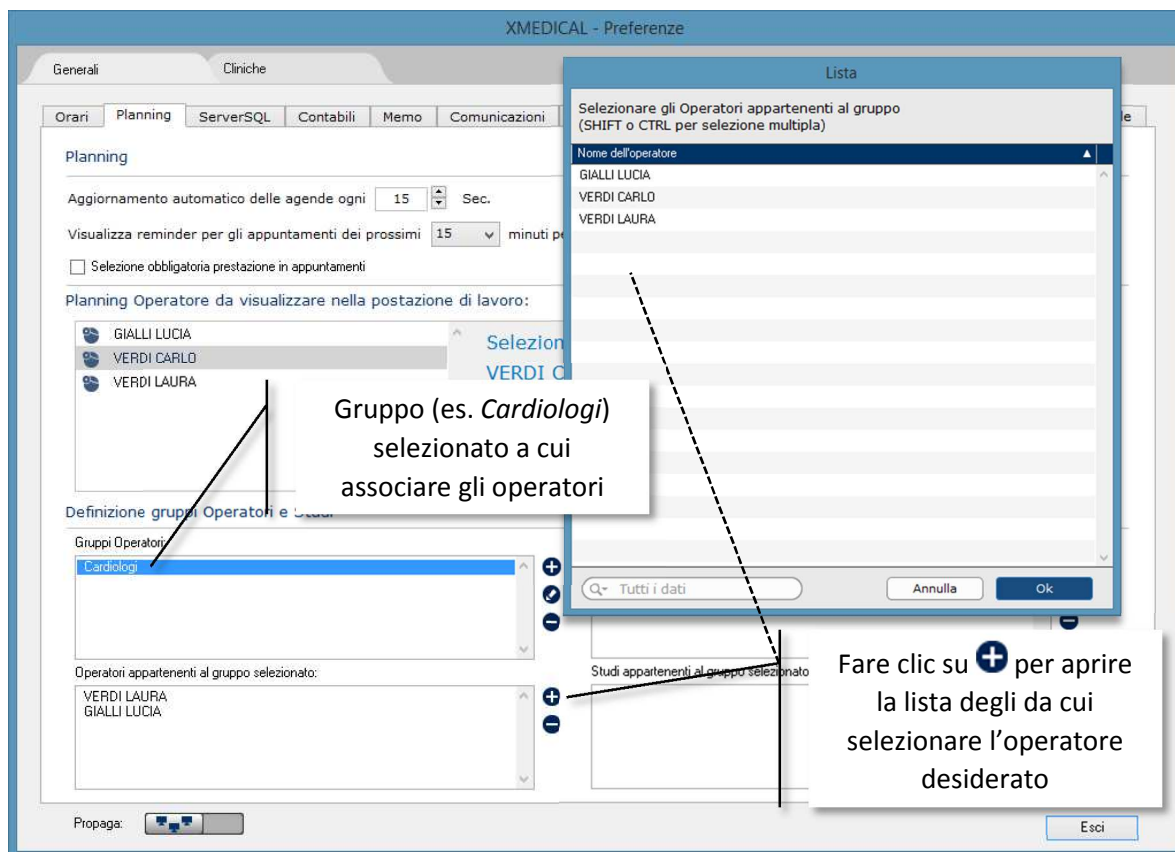 XMEDICAL - Preferenze
Generali
Cliniche
Orari
Planning
ServerSQL
Contabili
Memo
Comunicazioni
Planning
Aggiornamento automatico delle agende ogni 15 Sec.
Visualizza reminder per gli appuntamenti dei prossimi 15 minuti
Selezione obbligatoria prestazione in appuntamenti
Planning Operatore da visualizzare nella postazione di lavoro:
GIALLI LUCIA
VERDI CARLO
VERDI LAURA
Selezion
VERDI C
Gruppo (es. Cardiologi)
selezionato a cui
associare gli operatori
Definizione gruppi Operatori e
Gruppi Operatori:
Cardiologi
Operatori appartenenti al gruppo selezionato:
VERDI LAURA
GIALLI LUCIA
Studi appartenenti al gruppo selezionato
Lista
Selezionare gli Operatori appartenenti al gruppo
(SHIFT o CTRL per selezione multipla)
Nome dell'operatore
GIALLI LUCIA
VERDI CARLO
VERDI LAURA
Tutti i dati
Annulla
Ok
Fare clic su per aprire
la lista degli da cui
selezionare l'operatore
desiderato
Propaga:
Esci